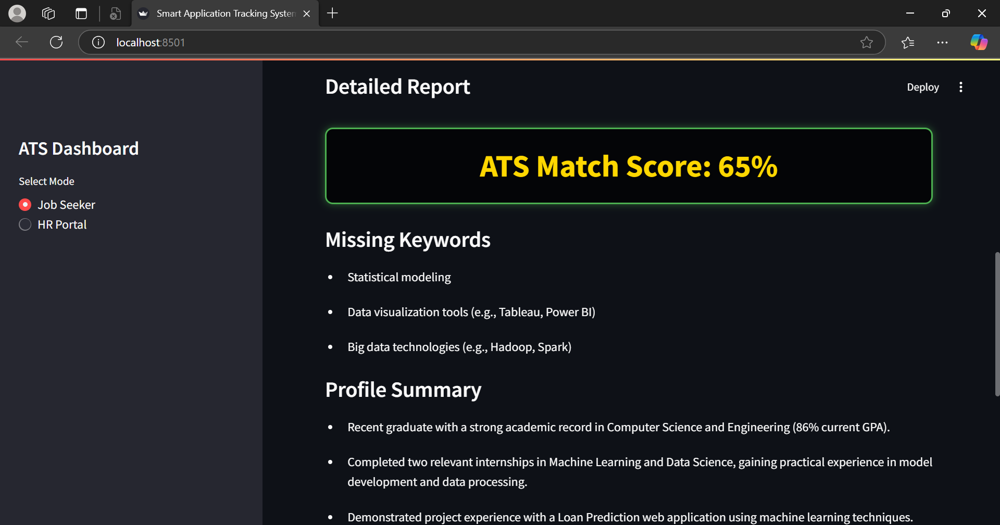 Smart Application Tracking System
localhost:8501
Detailed Report
Deploy
ATS Dashboard
Select Mode
Job Seeker
HR Portal
ATS Match Score: 65%
Missing Keywords
• Statistical modeling
• Data visualization tools (e.g., Tableau, Power BI)
• Big data technologies (e.g., Hadoop, Spark)
Profile Summary
• Recent graduate with a strong academic record in Computer Science and Engineering (86% current GPA).
• Completed two relevant internships in Machine Learning and Data Science, gaining practical experience in model
development and data processing.
• Demonstrated project experience with a Loan Prediction web application using machine learning techniques.